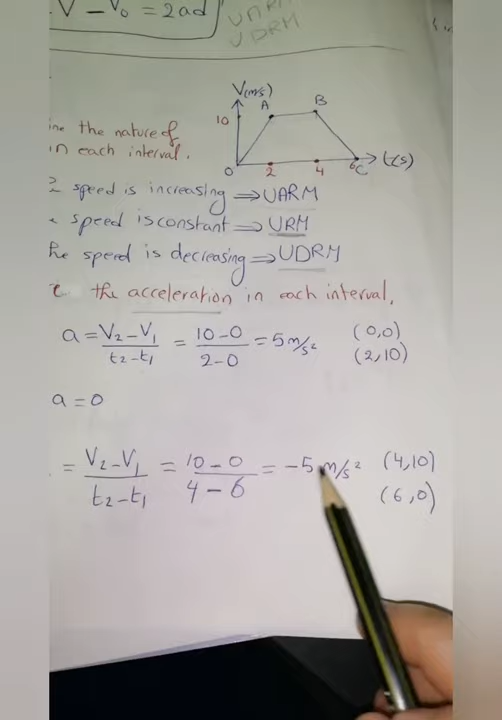 V - V₀ = 2ad
UARM
UDRM
V(m/s)
A B
10
0 2 4 6 C t(s)
ine the nature of
in each interval.
2 speed is increasing ⇒ UARM
speed is constant ⇒ URM
he speed is decreasing ⇒ UDRM
the acceleration in each interval.
a = V₂-V₁/t₂-t₁ = 10-0/2-0 = 5 m/s² (0,0)
(2,10)
a = 0
= V₂-V₁/t₂-t₁ = 10-0/4-6 = -5 m/s² (4,10)
(6,0)